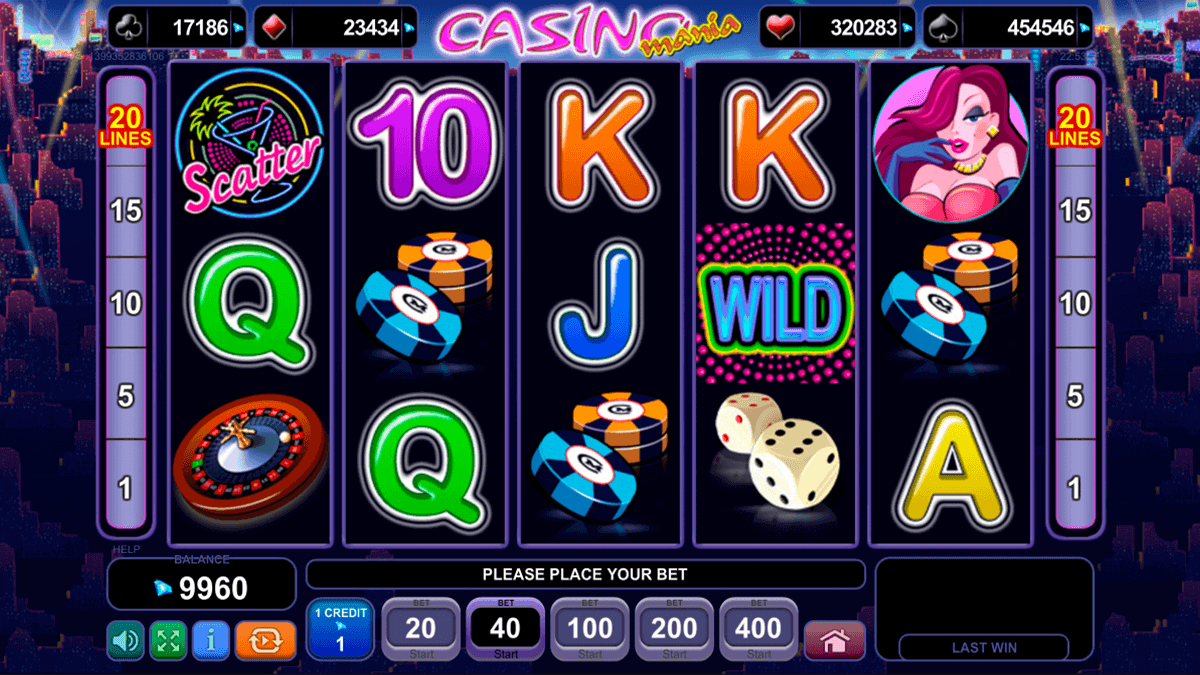 17186
23434
CASINO
mania
320283
454546
399352836106
20
LINES
15
10
5
1
Scatter
10
K
K
Q
J
WILD
Q
A
20
LINES
15
10
5
1
HELP
BALANCE
9960
PLEASE PLACE YOUR BET
1 CREDIT
1
BET
20
Start
BET
40
Start
BET
100
Start
BET
200
Start
BET
400
Start
LAST WIN